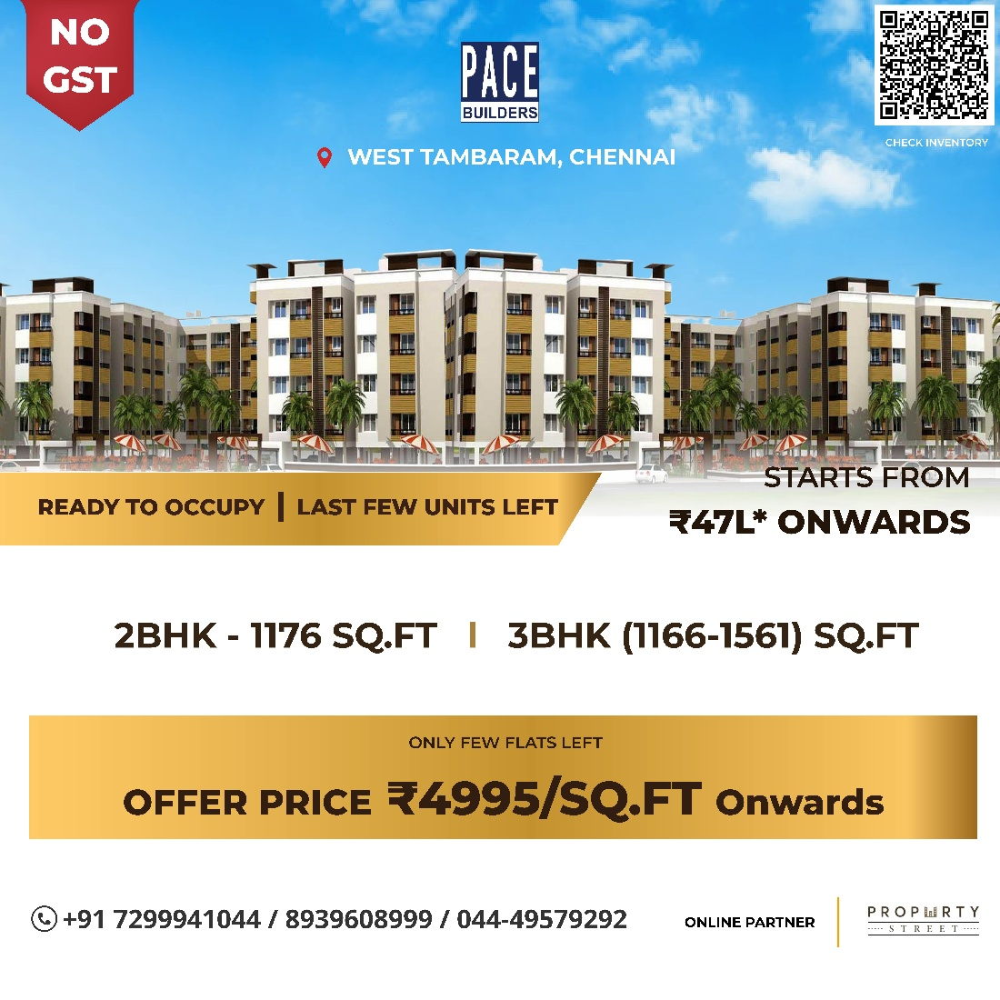 NO
GST
PACE
BUILDERS
WEST TAMBARAM, CHENNAI
CHECK INVENTORY
READY TO OCCUPY | LAST FEW UNITS LEFT
STARTS FROM
₹47L* ONWARDS
2BHK - 1176 SQ.FT | 3BHK (1166-1561) SQ.FT
ONLY FEW FLATS LEFT
OFFER PRICE ₹4995/SQ.FT Onwards
+91 7299941044 / 8939608999 / 044-49579292
ONLINE PARTNER
PROPERTY
STREET